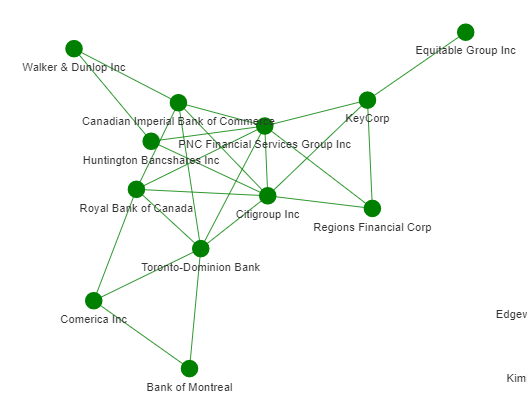 Equitable Group Inc
Walker & Dunlop Inc
Canadian Imperial Bank of Commerce
KeyCorp
PNC Financial Services Group Inc
Huntington Bancshares Inc
Royal Bank of Canada
Citigroup Inc
Regions Financial Corp
Toronto-Dominion Bank
Edgew
Comerica Inc
Kim
Bank of Montreal